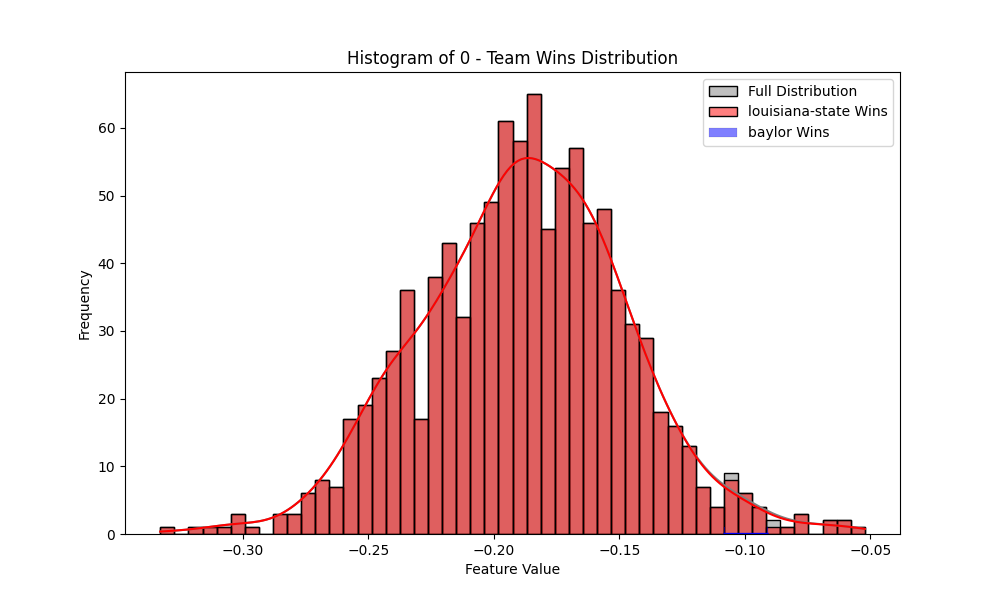 Histogram of 0 - Team Wins Distribution
Full Distribution
louisiana-state Wins
baylor Wins
Frequency
60
50
40
30
20
10
0
−0.30 −0.25 −0.20 −0.15 −0.10 −0.05
Feature Value